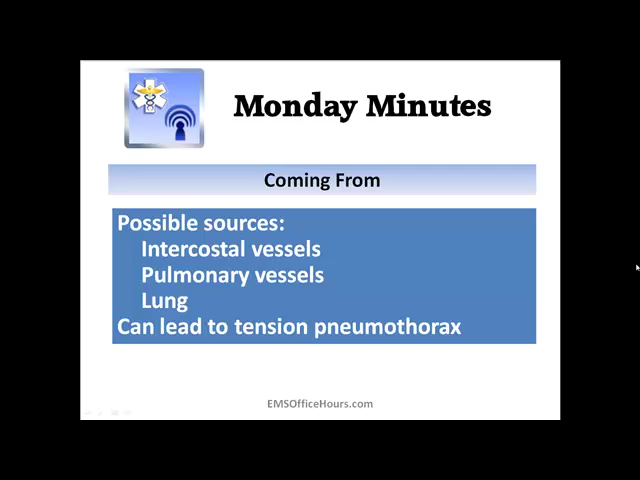 Monday Minutes
Coming From
Possible sources:
Intercostal vessels
Pulmonary vessels
Lung
Can lead to tension pneumothorax
EMSOfficeHours.com